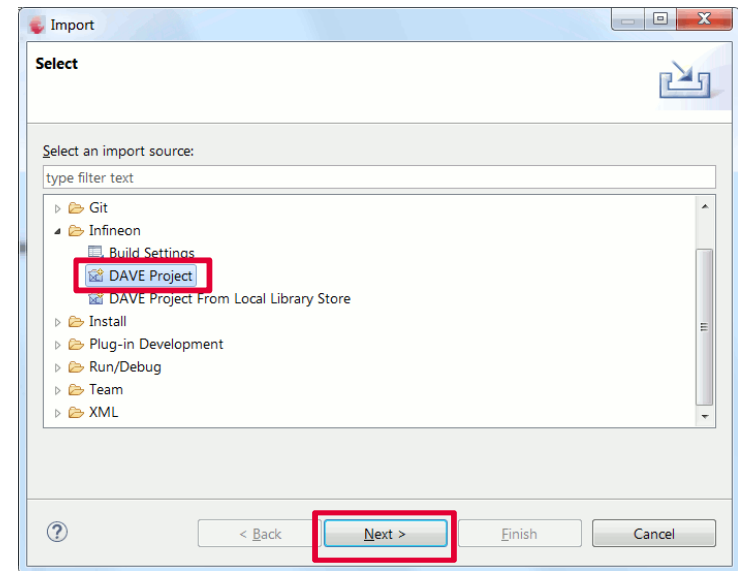 Import
Select
Select an import source:
type filter text
Git
Infineon
Build Settings
DAVE Project
DAVE Project From Local Library Store
Install
Plug-in Development
Run/Debug
Team
XML
?
< Back
Next >
Finish
Cancel